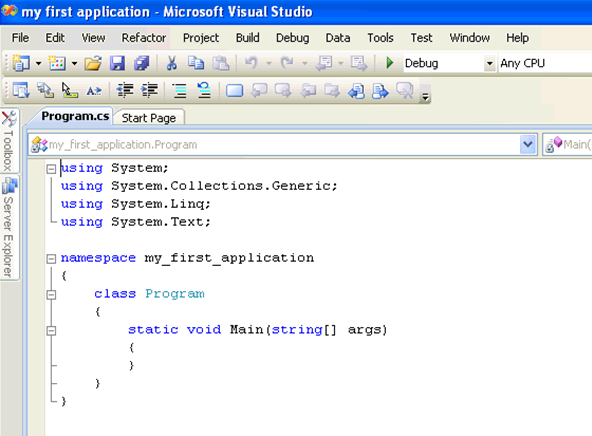 my first application - Microsoft Visual Studio
File Edit View Refactor Project Build Debug Data Tools Test Window Help
Debug Any CPU
Program.cs Start Page
my_first_application.Program Main(
Toolbox
Server Explorer
using System;
using System.Collections.Generic;
using System.Linq;
using System.Text;
namespace my_first_application
{
class Program
{
static void Main(string[] args)
{
}
}
}